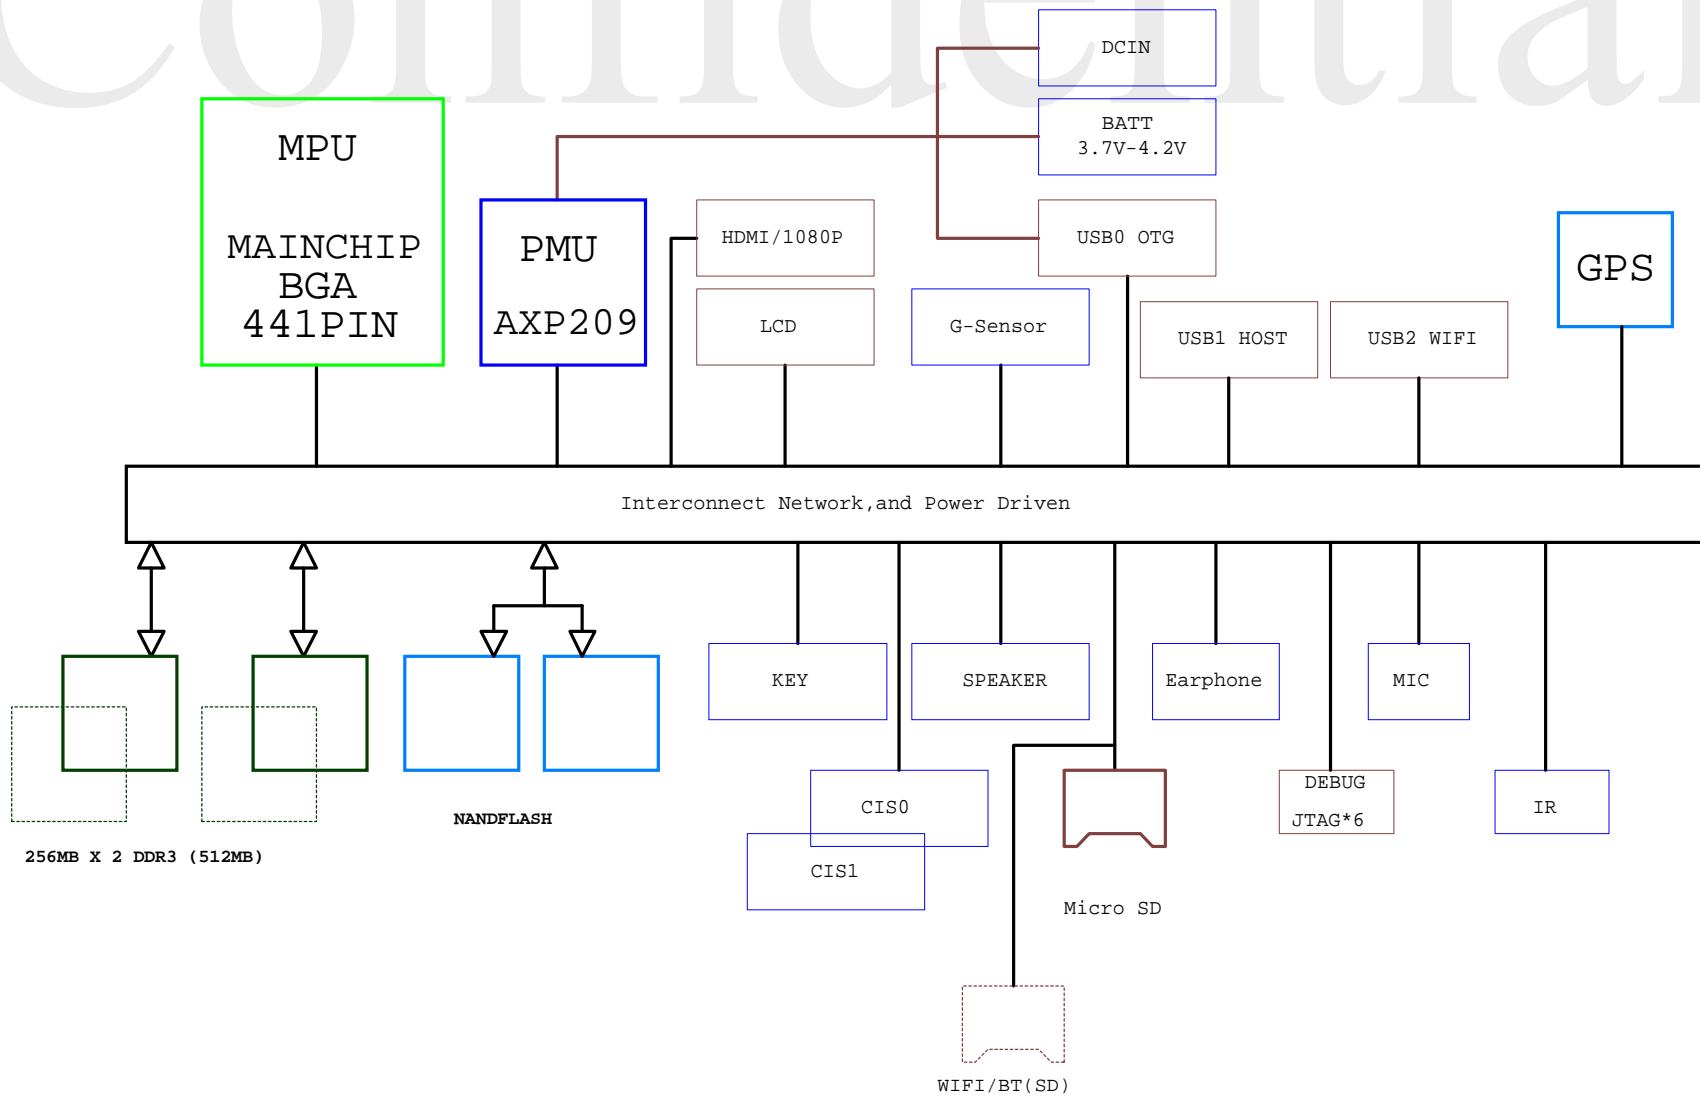 Confidential
DCIN
BATT
3.7V-4.2V
MPU
MAINCHIP
BGA
441PIN
PMU
AXP209
HDMI/1080P
USB0 OTG
GPS
LCD
G-Sensor
USB1 HOST
USB2 WIFI
Interconnect Network,and Power Driven
KEY
SPEAKER
Earphone
MIC
NANDFLASH
CIS0
DEBUG
JTAG*6
IR
256MB X 2 DDR3 (512MB)
CIS1
Micro SD
WIFI/BT(SD)